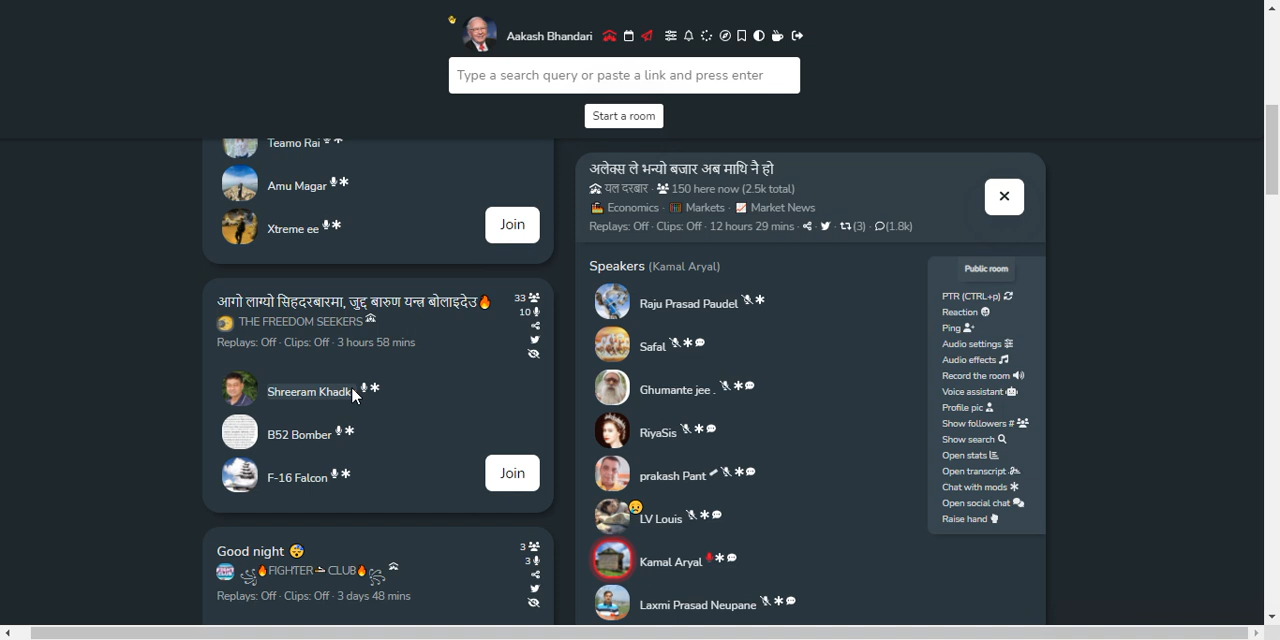 Aakash Bhandari
Type a search query or paste a link and press enter
Start a room
Teamo Rai
Amu Magar
Xtreme ee
Join
आगो लाग्यो सिंहदरबारमा, जुद्द बारुण यन्त्र बोलाइदेउ🔥
33
THE FREEDOM SEEKERS
10
Replays: Off · Clips: Off · 3 hours 58 mins
Shreeram Khadk
B52 Bomber
F-16 Falcon
Join
Good night 😴
3
🔥FIGHTER CLUB🔥
3
Replays: Off · Clips: Off · 3 days 48 mins
अलेक्स ले भन्यो बजार अब माथि नै हो
यल दरबार · 150 here now (2.5k total)
Economics · Markets · Market News
Replays: Off · Clips: Off · 12 hours 29 mins · (3) (1.8k)
Speakers (Kamal Aryal)
Raju Prasad Paudel
Safal
Ghumante jee .
RiyaSis
prakash Pant
LV Louis
Kamal Aryal
Laxmi Prasad Neupane
Public room
PTR (CTRL+p)
Reaction
Ping
Audio settings
Audio effects
Record the room
Voice assistant
Profile pic
Show followers #
Show search
Open stats
Open transcript
Chat with mods
Open social chat
Raise hand